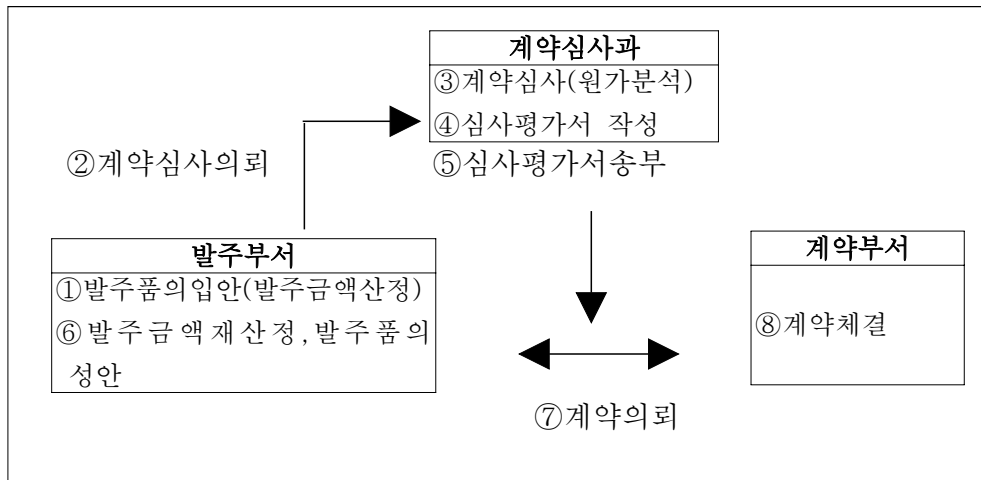 계약심사과
③계약심사(원가분석)
④심사평가서 작성
⑤심사평가서송부
②계약심사의뢰
발주부서
①발주품의입안(발주금액산정)
⑥발주금액재산정,발주품의
성안
계약부서
⑧계약체결
⑦계약의뢰